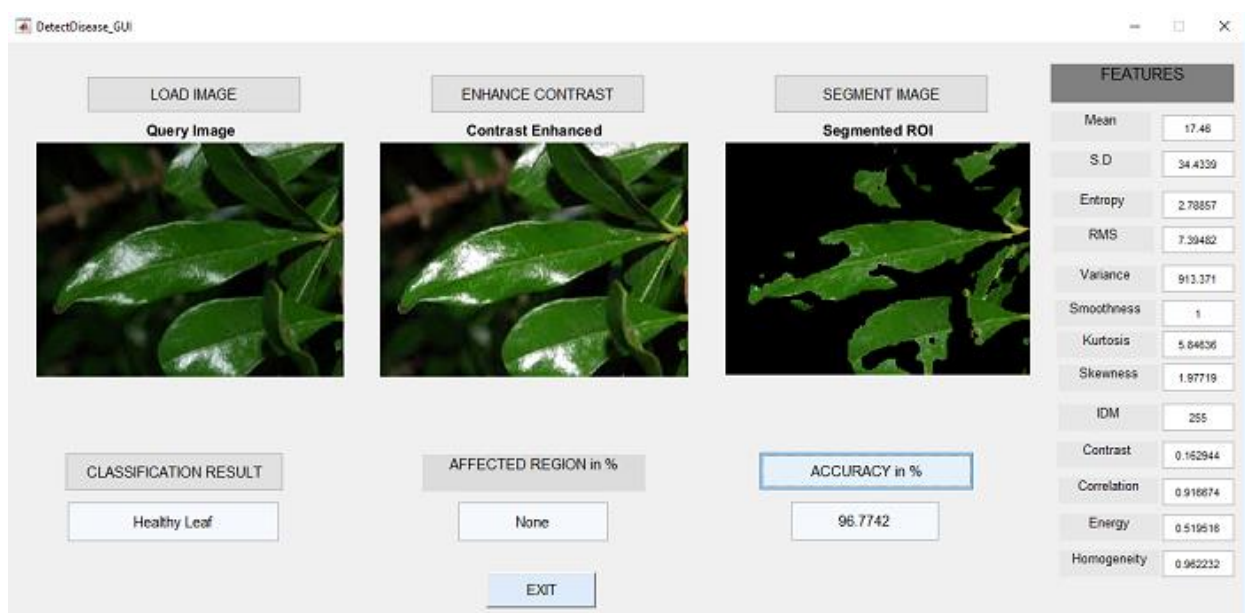 DetectDisease_GUI
LOAD IMAGE
ENHANCE CONTRAST
SEGMENT IMAGE
Query Image
Contrast Enhanced
Segmented ROI
CLASSIFICATION RESULT
AFFECTED REGION in %
ACCURACY in %
Healthy Leaf
None
96.7742
EXIT
FEATURES
Mean 17.46
S.D 34.4339
Entropy 2.78857
RMS 7.39482
Variance 913.371
Smoothness 1
Kurtosis 5.84636
Skewness 1.97719
IDM 255
Contrast 0.162944
Correlation 0.916674
Energy 0.519516
Homogeneity 0.962232